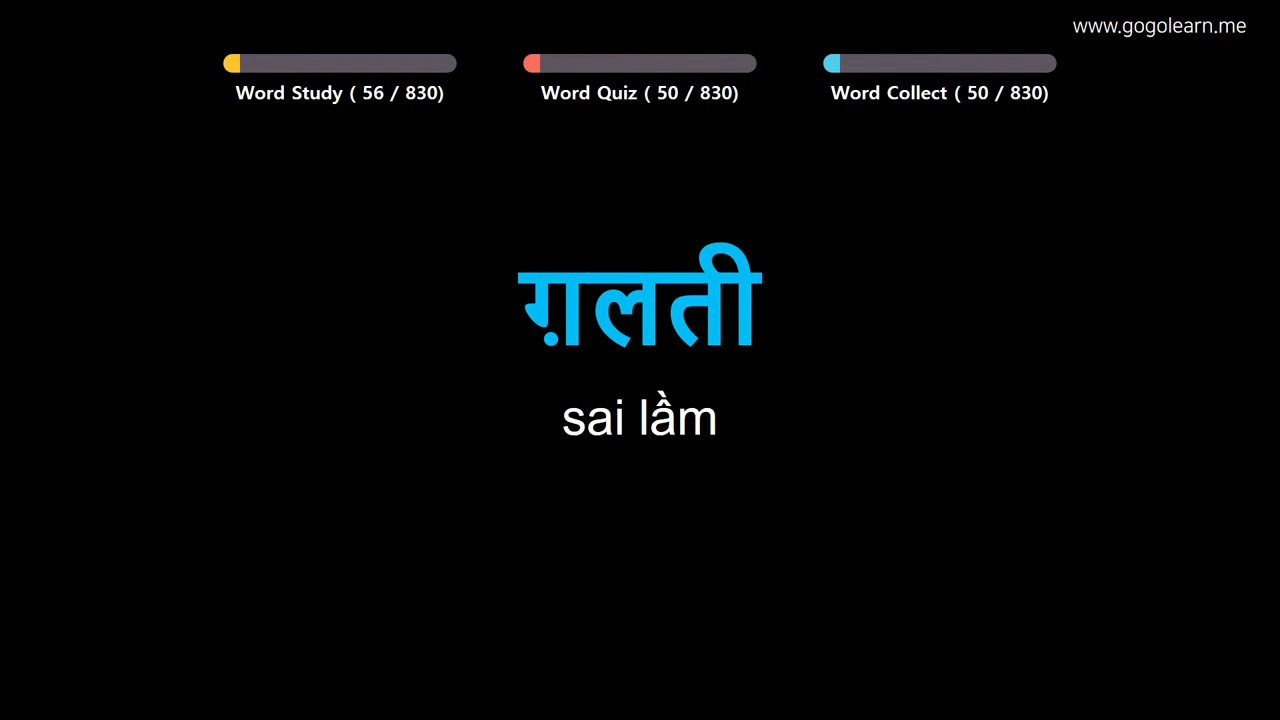 www.gogolearn.me
Word Study ( 56 / 830)
Word Quiz ( 50 / 830)
Word Collect ( 50 / 830)
ग़लती
sai lầm